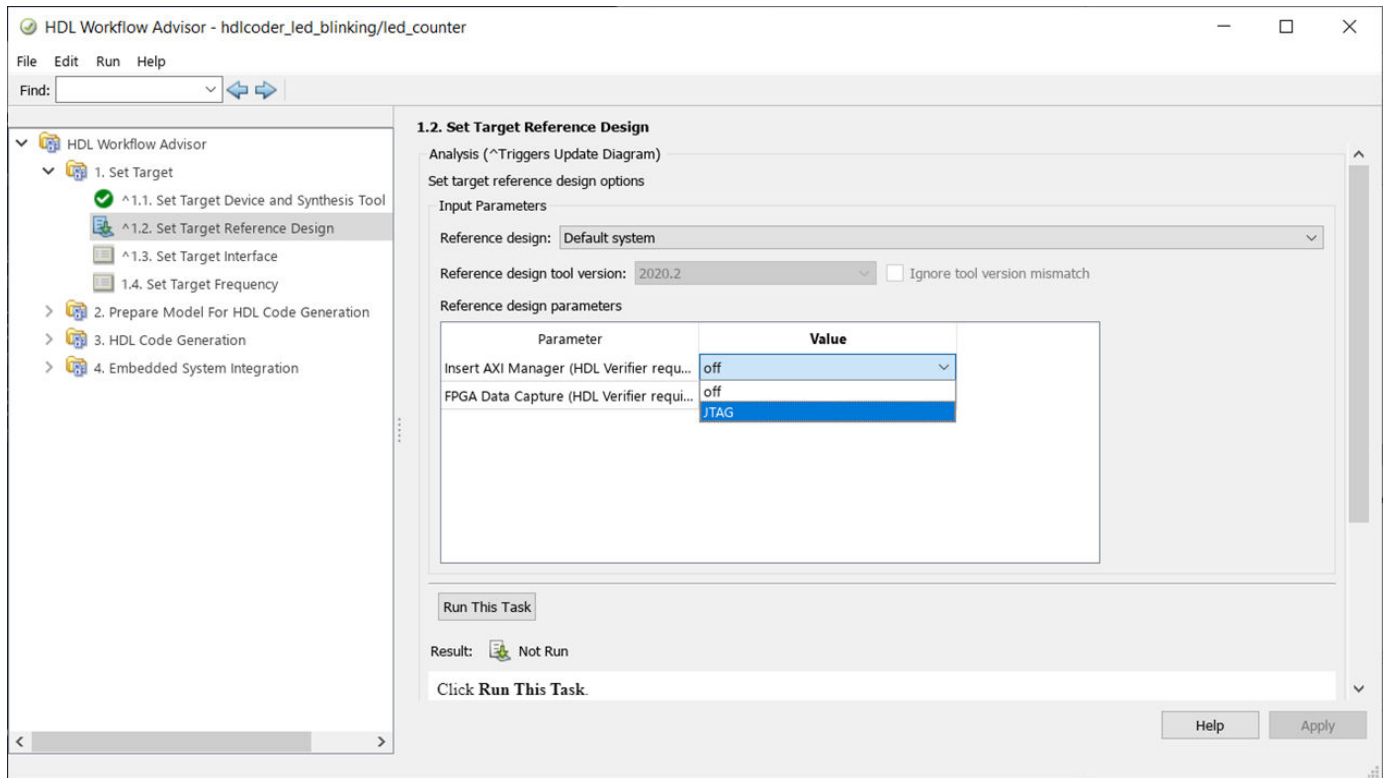 HDL Workflow Advisor - hdlcoder_led_blinking/led_counter
File Edit Run Help
Find:
HDL Workflow Advisor
1. Set Target
^1.1. Set Target Device and Synthesis Tool
^1.2. Set Target Reference Design
^1.3. Set Target Interface
1.4. Set Target Frequency
2. Prepare Model For HDL Code Generation
3. HDL Code Generation
4. Embedded System Integration
1.2. Set Target Reference Design
Analysis (^Triggers Update Diagram)
Set target reference design options
Input Parameters
Reference design: Default system
Reference design tool version: 2020.2 Ignore tool version mismatch
Reference design parameters
Parameter Value
Insert AXI Manager (HDL Verifier requ... off
off
FPGA Data Capture (HDL Verifier requi...
JTAG
Run This Task
Result: Not Run
Click Run This Task.
Help Apply